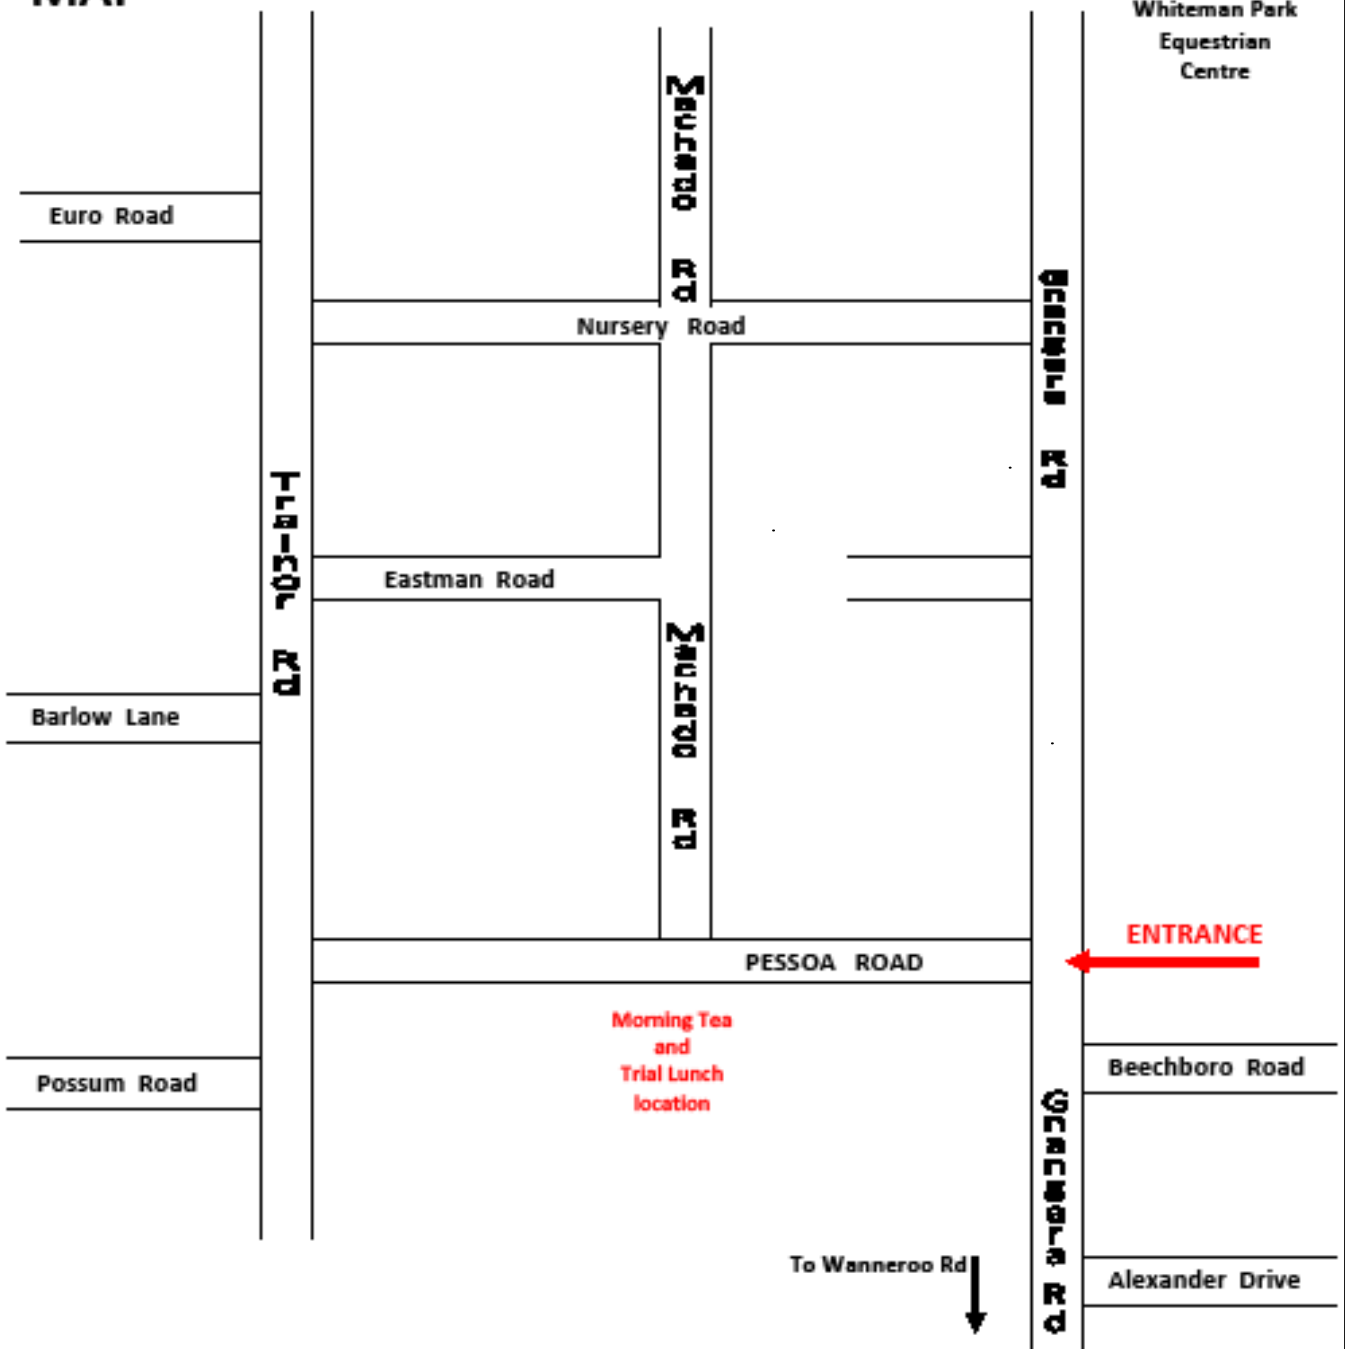 MAP
Whiteman Park
Equestrian
Centre
Machado Rd
Euro Road
Gnangara Rd
Nursery Road
Trainor Rd
Eastman Road
Machado Rd
Barlow Lane
ENTRANCE
PESSOA ROAD
Morning Tea
and
Trial Lunch
location
Beechboro Road
Possum Road
Gnangara Rd
To Wanneroo Rd
Alexander Drive